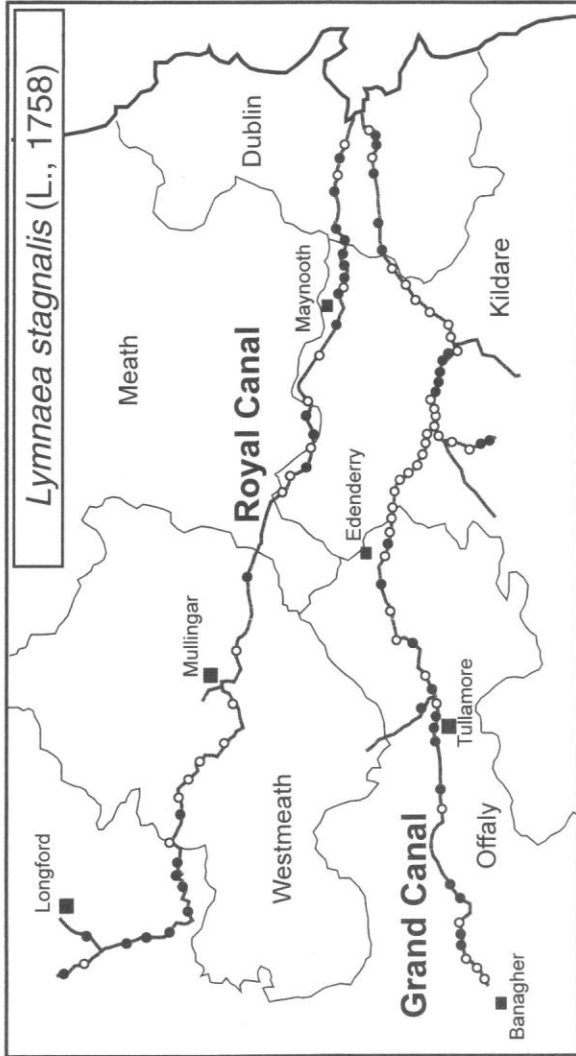 Lymnaea stagnalis (L., 1758)
Meath
Dublin
Longford
Mullingar
Royal Canal
Maynooth
Westmeath
Edenderry
Kildare
Grand Canal
Tullamore
Offaly
Banagher